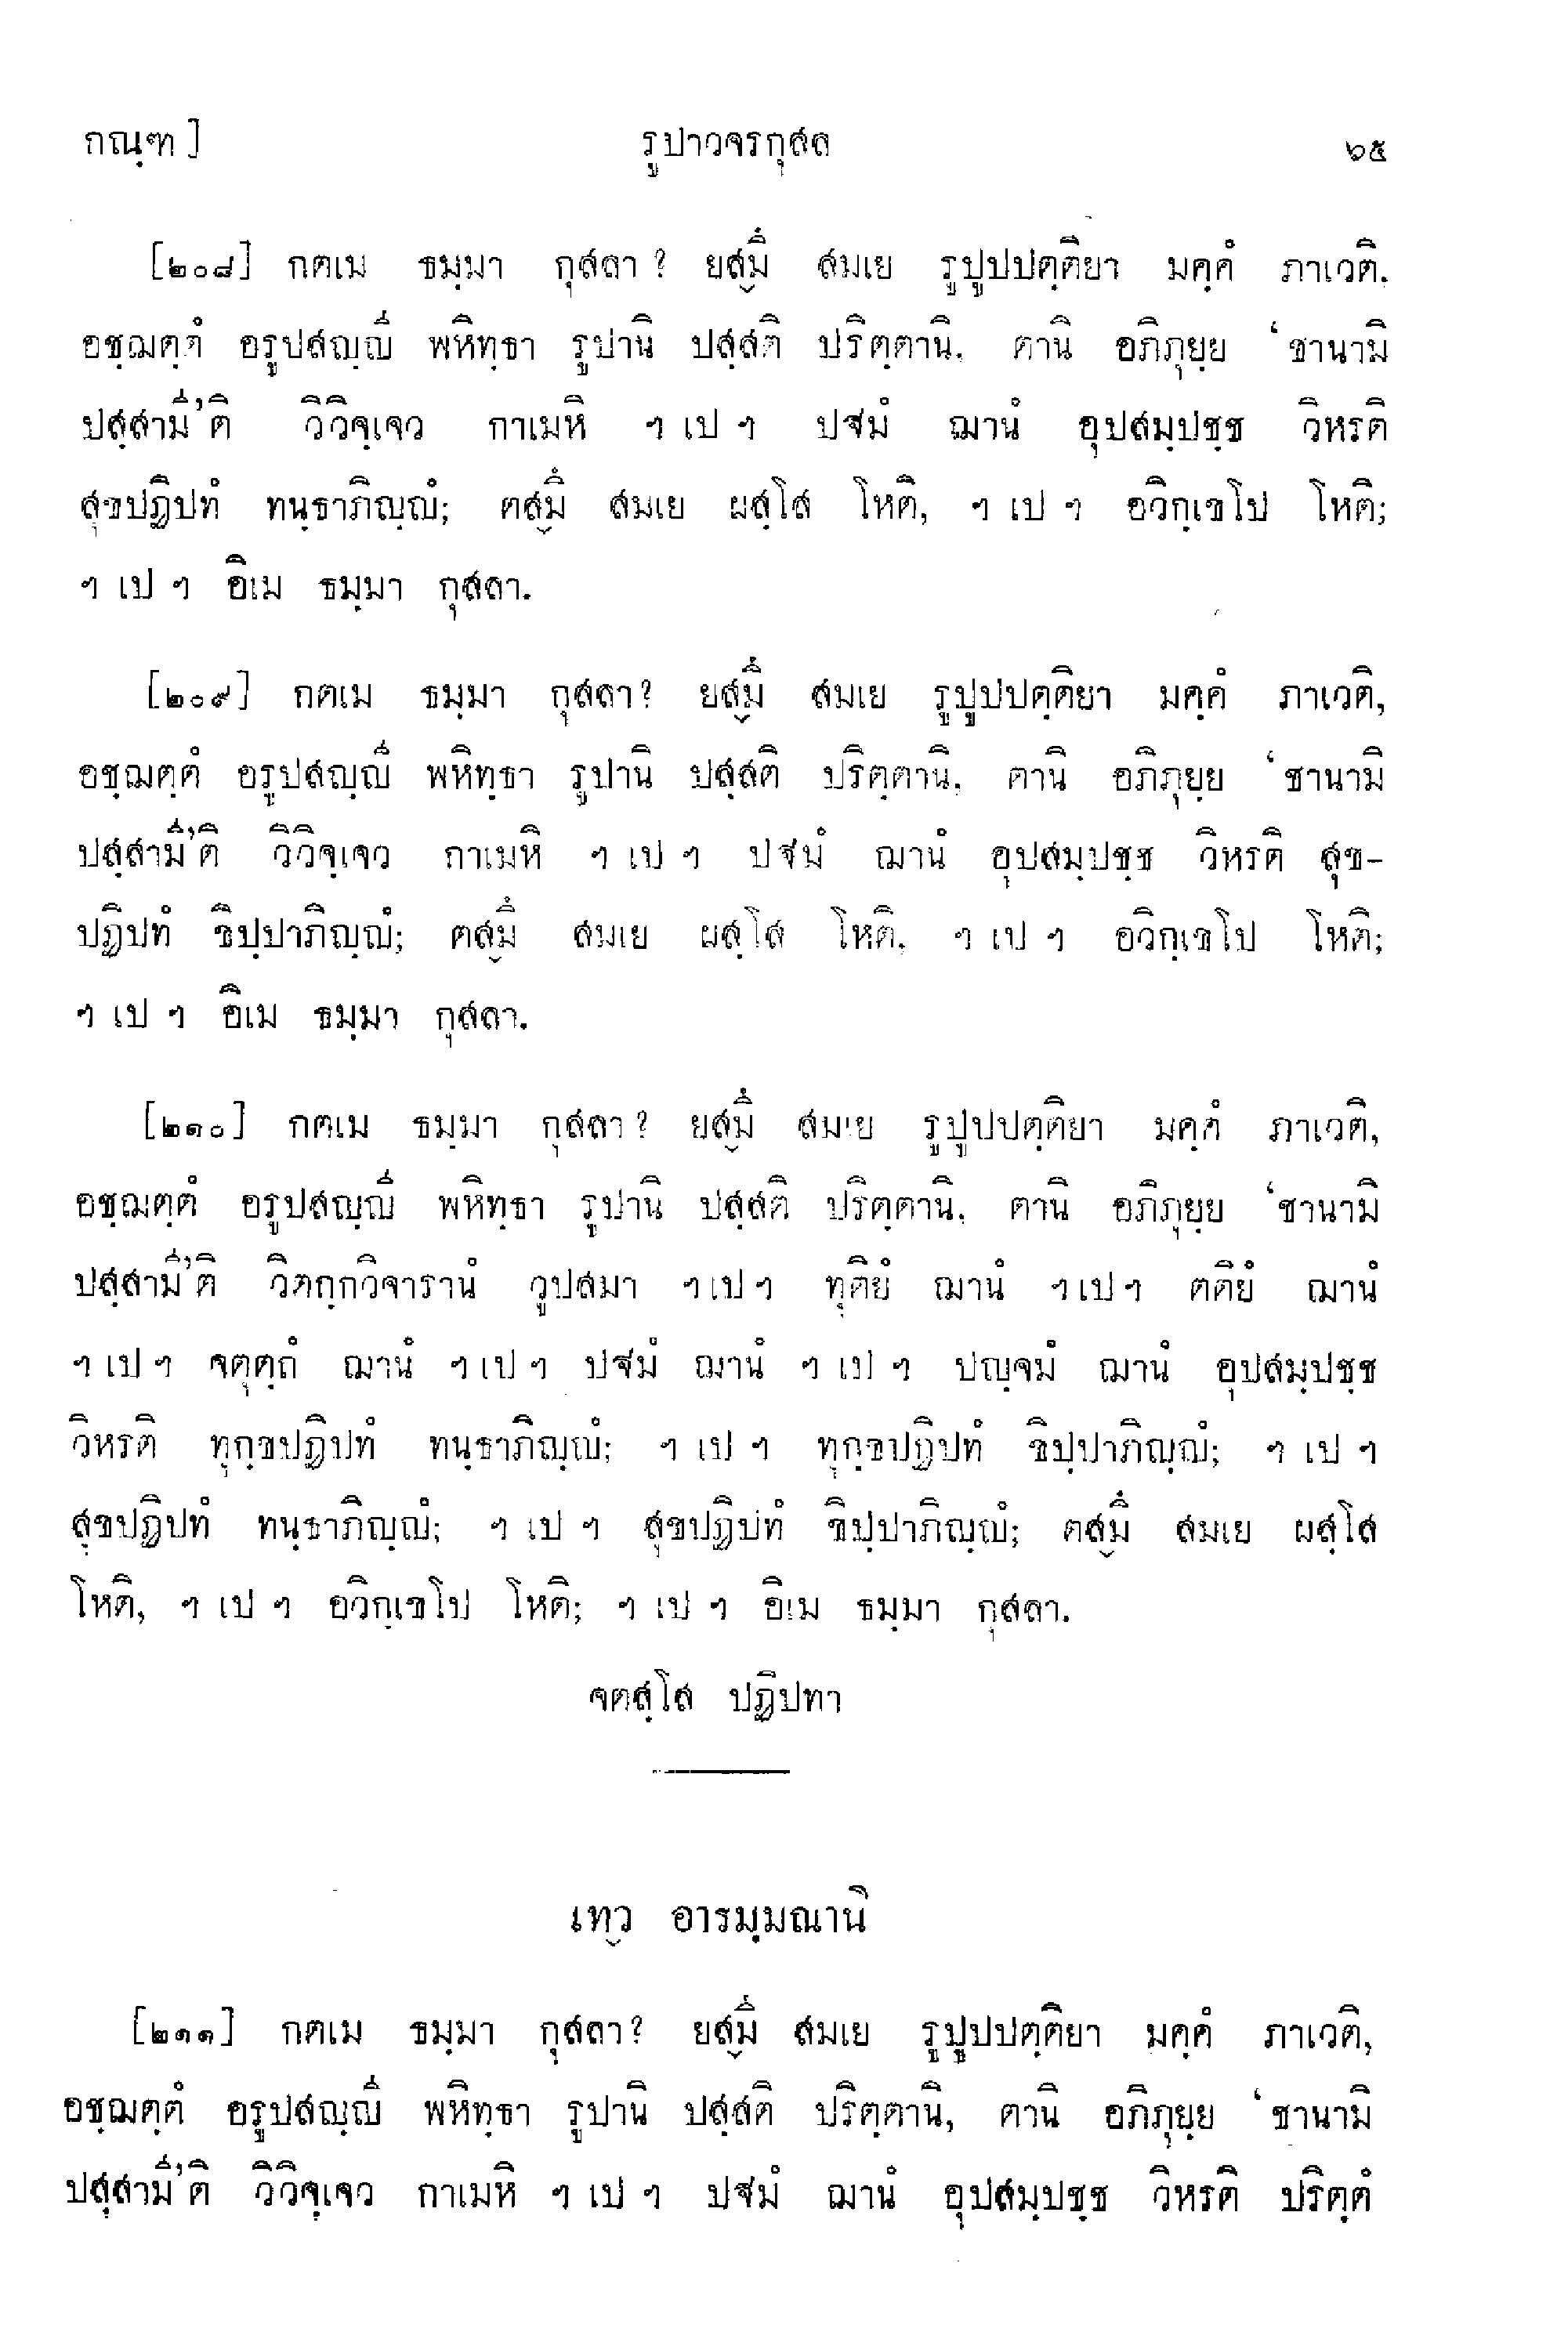 กณฺฑ] รูปาวจรกุสล ๖๕
[๒๐๘] กตเม ธมฺมา กุสลา? ยสฺมึ สมเย รูปูปปตฺติยา มคฺคํ ภาเวติ.
อชฺฌตฺตํ อรูปสญฺญี พหิทฺธา รูปานิ ปสฺสติ ปริตฺตานิ, ตานิ อภิภุยฺย ‘ชานามิ
ปสฺสามี’ติ วิวิจฺเจว กาเมหิ ฯ เป ฯ ปฐมํ ฌานํ อุปสมฺปชฺช วิหรติ
สุขปฏิปทํ ทนฺธาภิญฺญํ; ตสฺมึ สมเย ผสฺโส โหติ, ฯ เป ฯ อวิกฺเขโป โหติ;
ฯ เป ฯ อิเม ธมฺมา กุสลา.
[๒๐๙] กตเม ธมฺมา กุสลา? ยสฺมึ สมเย รูปูปปตฺติยา มคฺคํ ภาเวติ,
อชฺฌตฺตํ อรูปสญฺญี พหิทฺธา รูปานิ ปสฺสติ ปริตฺตานิ, ตานิ อภิภุยฺย ‘ชานามิ
ปสฺสามี’ติ วิวิจฺเจว กาเมหิ ฯ เป ฯ ปฐมํ ฌานํ อุปสมฺปชฺช วิหรติ สุข-
ปฏิปทํ ขิปฺปาภิญฺญํ; ตสฺมึ สมเย ผสฺโส โหติ, ฯ เป ฯ อวิกฺเขโป โหติ;
ฯ เป ฯ อิเม ธมฺมา กุสลา.
[๒๑๐] กตเม ธมฺมา กุสลา? ยสฺมึ สมเย รูปูปปตฺติยา มคฺคํ ภาเวติ,
อชฺฌตฺตํ อรูปสญฺญี พหิทฺธา รูปานิ ปสฺสติ ปริตฺตานิ, ตานิ อภิภุยฺย ‘ชานามิ
ปสฺสามี’ติ วิตกฺกวิจารานํ วูปสมา ฯ เป ฯ ทุติยํ ฌานํ ฯ เป ฯ ตติยํ ฌานํ
ฯ เป ฯ จตุตฺถํ ฌานํ ฯ เป ฯ ปฐมํ ฌานํ ฯ เป ฯ ปญฺจมํ ฌานํ อุปสมฺปชฺช
วิหรติ ทุกฺขปฏิปทํ ทนฺธาภิญฺญํ; ฯ เป ฯ ทุกฺขปฏิปทํ ขิปฺปาภิญฺญํ; ฯ เป ฯ
สุขปฏิปทํ ทนฺธาภิญฺญํ; ฯ เป ฯ สุขปฏิปทํ ขิปฺปาภิญฺญํ; ตสฺมึ สมเย ผสฺโส
โหติ, ฯ เป ฯ อวิกฺเขโป โหติ; ฯ เป ฯ อิเม ธมฺมา กุสลา.
จตสฺโส ปฏิปทา
เทฺว อารมฺมณานิ
[๒๑๑] กตเม ธมฺมา กุสลา? ยสฺมึ สมเย รูปูปปตฺติยา มคฺคํ ภาเวติ,
อชฺฌตฺตํ อรูปสญฺญี พหิทฺธา รูปานิ ปสฺสติ ปริตฺตานิ, ตานิ อภิภุยฺย ‘ชานามิ
ปสฺสามี’ติ วิวิจฺเจว กาเมหิ ฯ เป ฯ ปฐมํ ฌานํ อุปสมฺปชฺช วิหรติ ปริตฺตํ